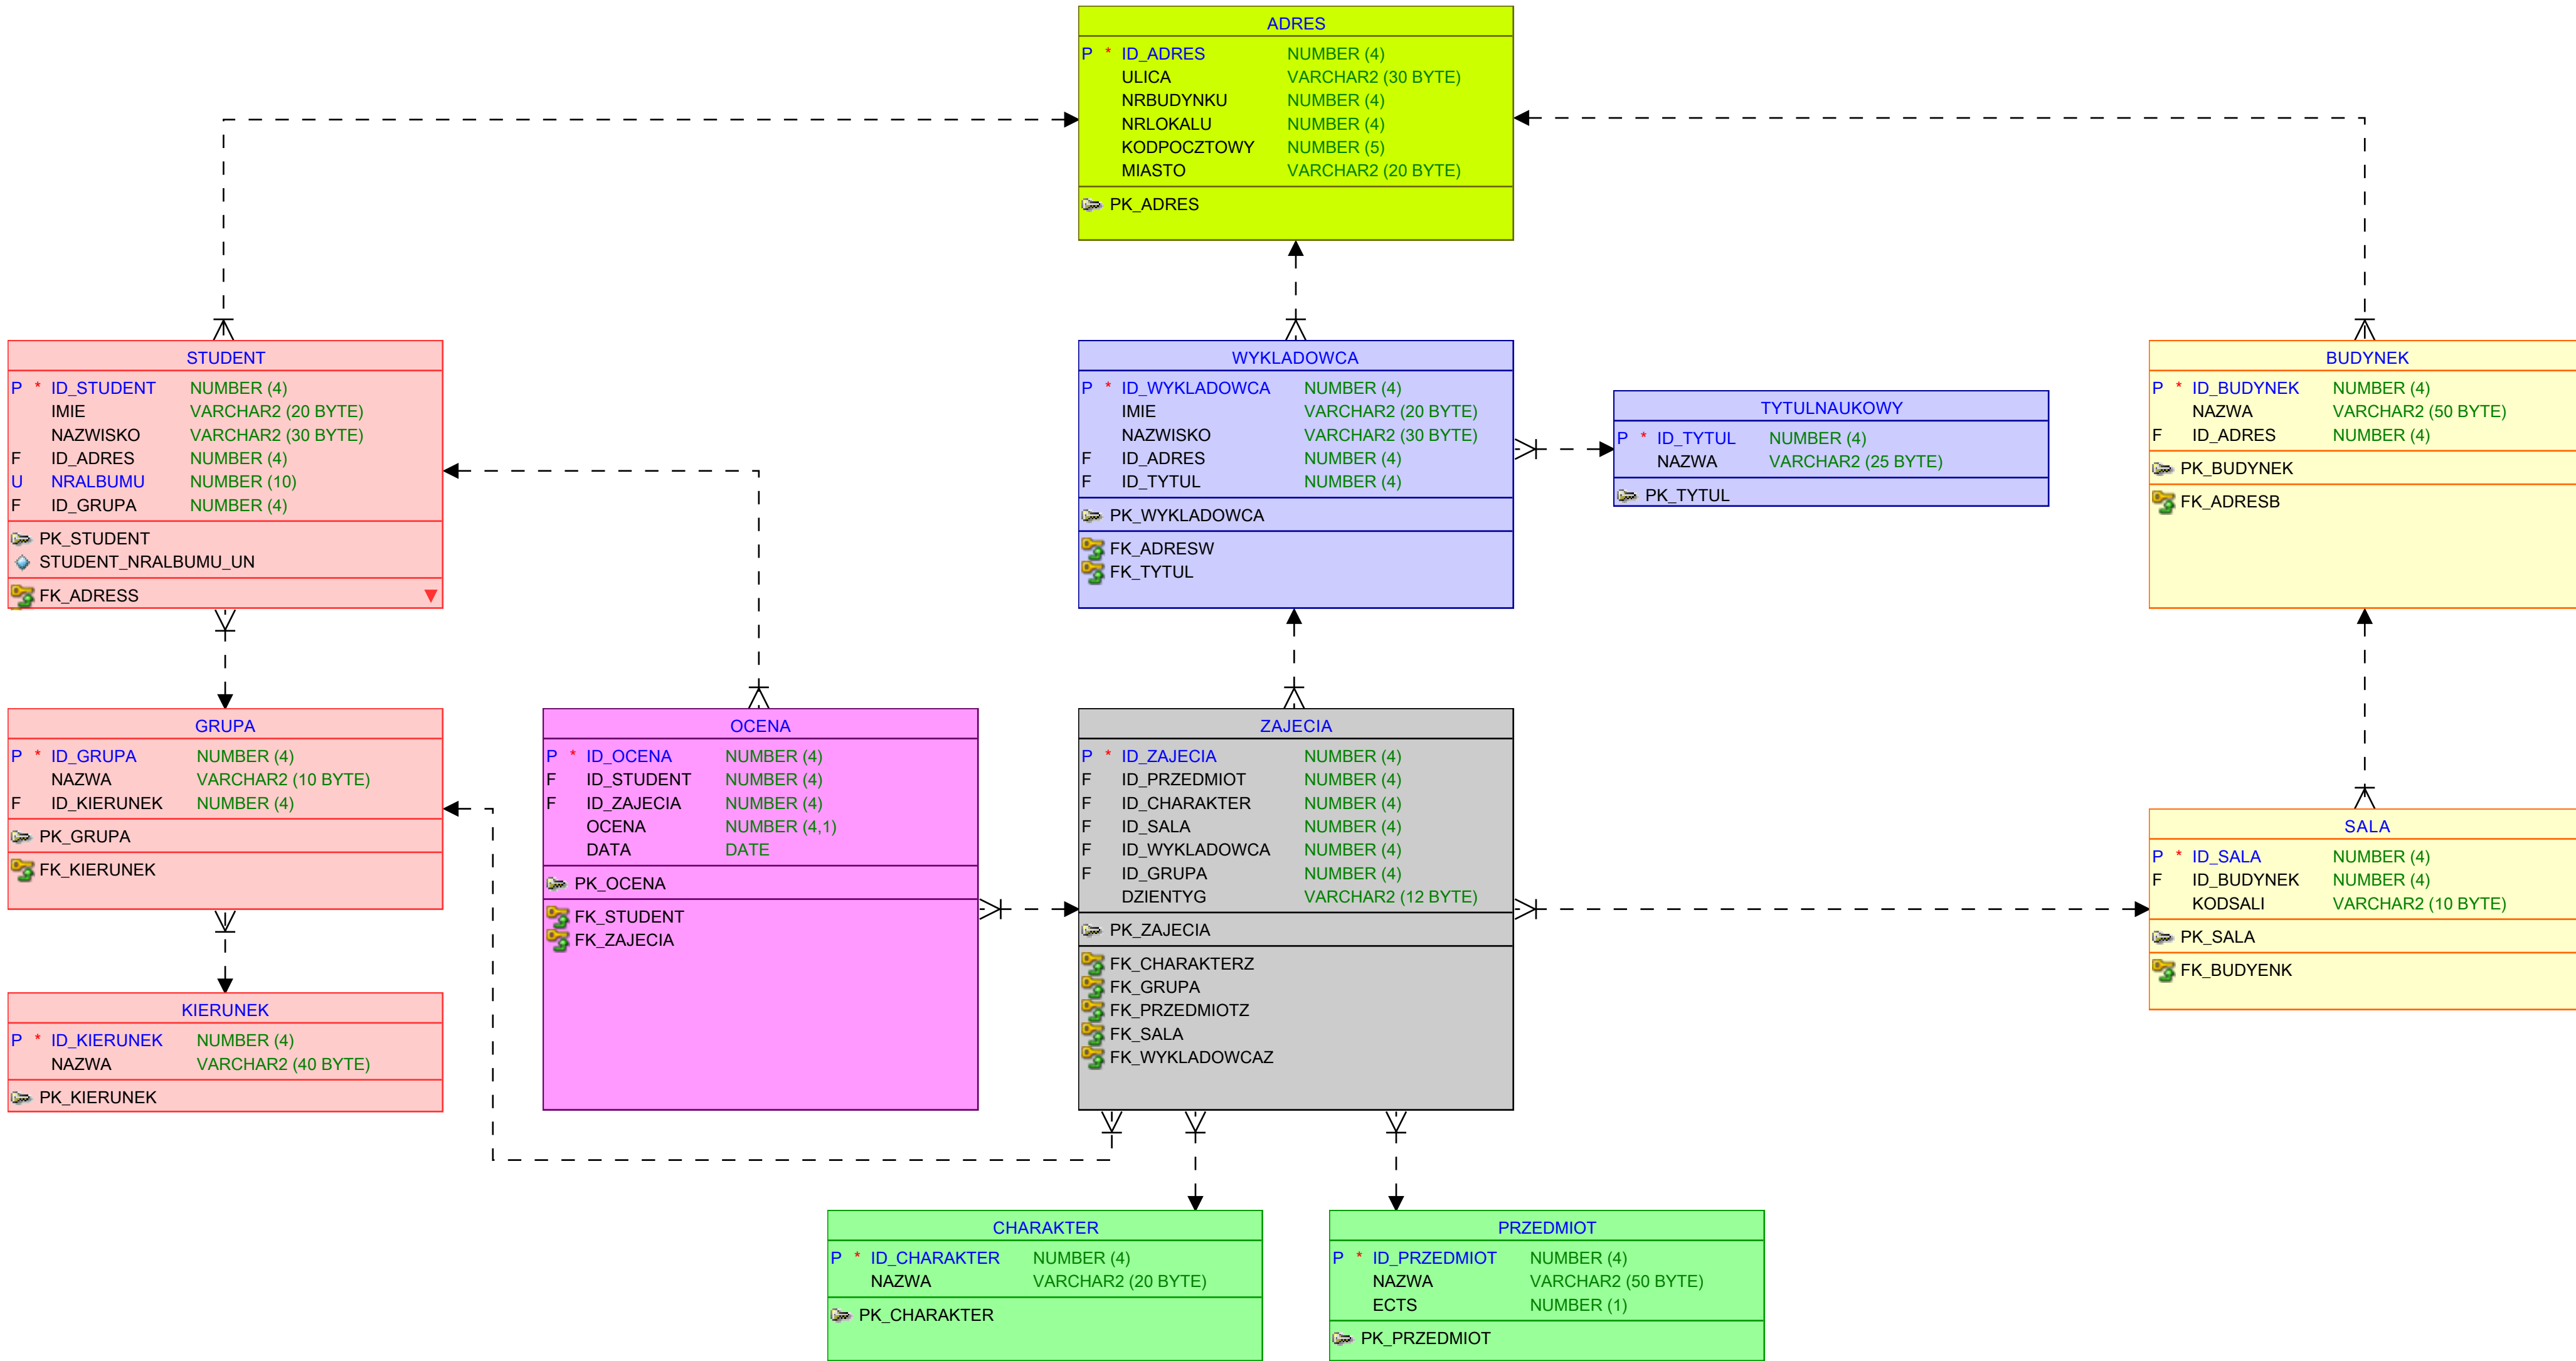 ADRES
P * ID_ADRES NUMBER (4)
ULICA VARCHAR2 (30 BYTE)
NRBUDYNKU NUMBER (4)
NRLOKALU NUMBER (4)
KODPOCZTOWY NUMBER (5)
MIASTO VARCHAR2 (20 BYTE)
PK_ADRES
STUDENT
P * ID_STUDENT NUMBER (4)
IMIE VARCHAR2 (20 BYTE)
NAZWISKO VARCHAR2 (30 BYTE)
F ID_ADRES NUMBER (4)
U NRALBUMU NUMBER (10)
F ID_GRUPA NUMBER (4)
PK_STUDENT
STUDENT_NRALBUMU_UN
FK_ADRESS
WYKLADOWCA
P * ID_WYKLADOWCA NUMBER (4)
IMIE VARCHAR2 (20 BYTE)
NAZWISKO VARCHAR2 (30 BYTE)
F ID_ADRES NUMBER (4)
F ID_TYTUL NUMBER (4)
PK_WYKLADOWCA
FK_ADRESW
FK_TYTUL
TYTULNAUKOWY
P * ID_TYTUL NUMBER (4)
NAZWA VARCHAR2 (25 BYTE)
PK_TYTUL
BUDYNEK
P * ID_BUDYNEK NUMBER (4)
NAZWA VARCHAR2 (50 BYTE)
F ID_ADRES NUMBER (4)
PK_BUDYNEK
FK_ADRESB
GRUPA
P * ID_GRUPA NUMBER (4)
NAZWA VARCHAR2 (10 BYTE)
F ID_KIERUNEK NUMBER (4)
PK_GRUPA
FK_KIERUNEK
OCENA
P * ID_OCENA NUMBER (4)
F ID_STUDENT NUMBER (4)
F ID_ZAJECIA NUMBER (4)
OCENA NUMBER (4,1)
DATA DATE
PK_OCENA
FK_STUDENT
FK_ZAJECIA
ZAJECIA
P * ID_ZAJECIA NUMBER (4)
F ID_PRZEDMIOT NUMBER (4)
F ID_CHARAKTER NUMBER (4)
F ID_SALA NUMBER (4)
F ID_WYKLADOWCA NUMBER (4)
F ID_GRUPA NUMBER (4)
DZIENTYG VARCHAR2 (12 BYTE)
PK_ZAJECIA
FK_CHARAKTERZ
FK_GRUPA
FK_PRZEDMIOTZ
FK_SALA
FK_WYKLADOWCAZ
SALA
P * ID_SALA NUMBER (4)
F ID_BUDYNEK NUMBER (4)
KODSALI VARCHAR2 (10 BYTE)
PK_SALA
FK_BUDYENK
KIERUNEK
P * ID_KIERUNEK NUMBER (4)
NAZWA VARCHAR2 (40 BYTE)
PK_KIERUNEK
CHARAKTER
P * ID_CHARAKTER NUMBER (4)
NAZWA VARCHAR2 (20 BYTE)
PK_CHARAKTER
PRZEDMIOT
P * ID_PRZEDMIOT NUMBER (4)
NAZWA VARCHAR2 (50 BYTE)
ECTS NUMBER (1)
PK_PRZEDMIOT